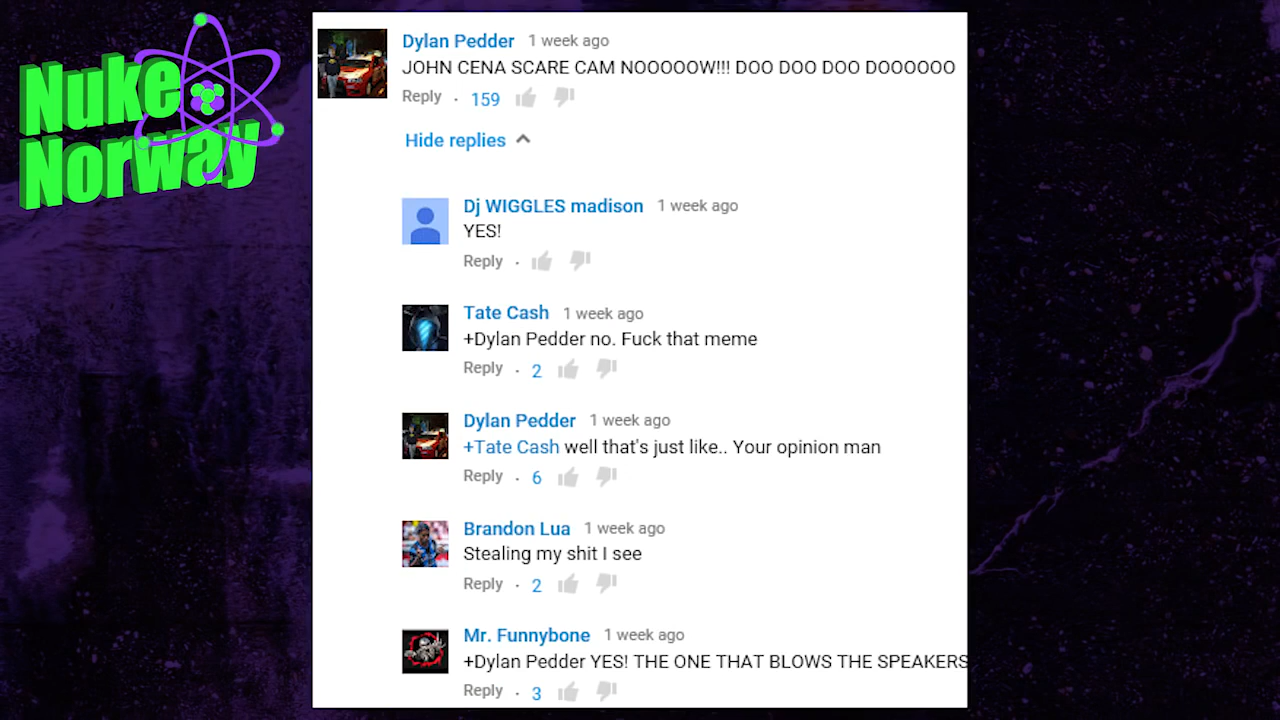 Nuke
Norway
Dylan Pedder 1 week ago
JOHN CENA SCARE CAM NOOOOOW!!! DOO DOO DOO DOOOOOO
Reply · 159
Hide replies
Dj WIGGLES madison 1 week ago
YES!
Reply ·
Tate Cash 1 week ago
+Dylan Pedder no. Fuck that meme
Reply · 2
Dylan Pedder 1 week ago
+Tate Cash well that's just like.. Your opinion man
Reply · 6
Brandon Lua 1 week ago
Stealing my shit I see
Reply · 2
Mr. Funnybone 1 week ago
+Dylan Pedder YES! THE ONE THAT BLOWS THE SPEAKERS
Reply · 3